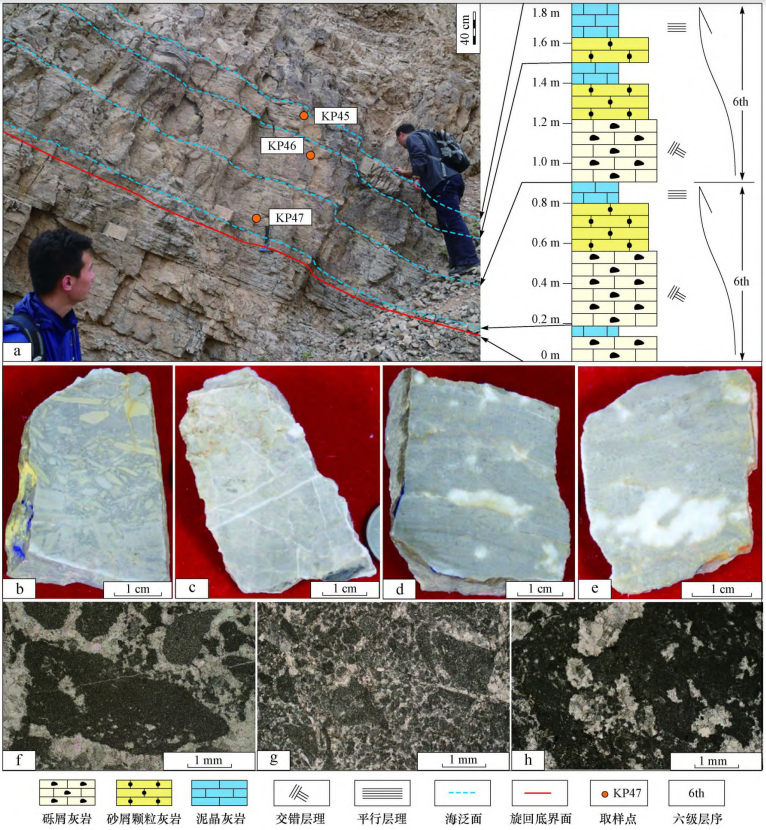 40 cm
KP45
KP46
KP47
a
1.8 m
1.6 m
1.4 m
1.2 m
1.0 m
0.8 m
0.6 m
0.4 m
0.2 m
0 m
6th
6th
b
1 cm
c
1 cm
d
1 cm
e
1 cm
f
1 mm
g
1 mm
h
1 mm
KP47
6th
砾屑灰岩
砂屑颗粒灰岩
泥晶灰岩
交错层理
平行层理
海泛面
旋回底界面
取样点
六级层序